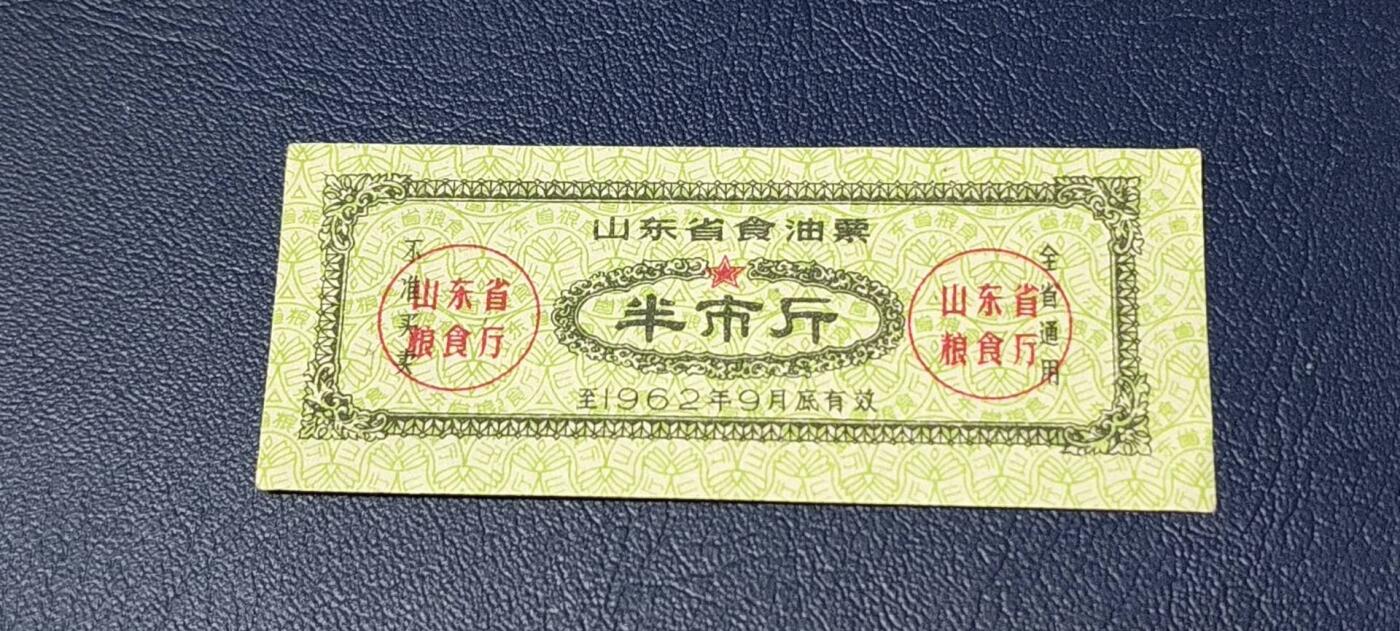 山东省食油票
不准买卖
山东省
粮食厅
半市斤
山东省
粮食厅
全省通用
至1962年9月底有效